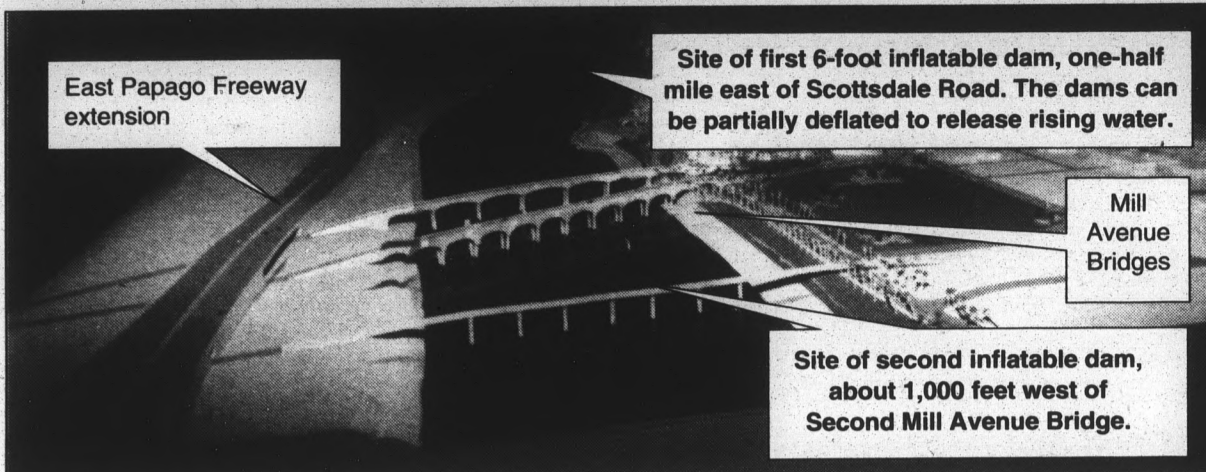 East Papago Freeway
extension
Site of first 6-foot inflatable dam, one-half
mile east of Scottsdale Road. The dams can
be partially deflated to release rising water.
Mill
Avenue
Bridges
Site of second inflatable dam,
about 1,000 feet west of
Second Mill Avenue Bridge.